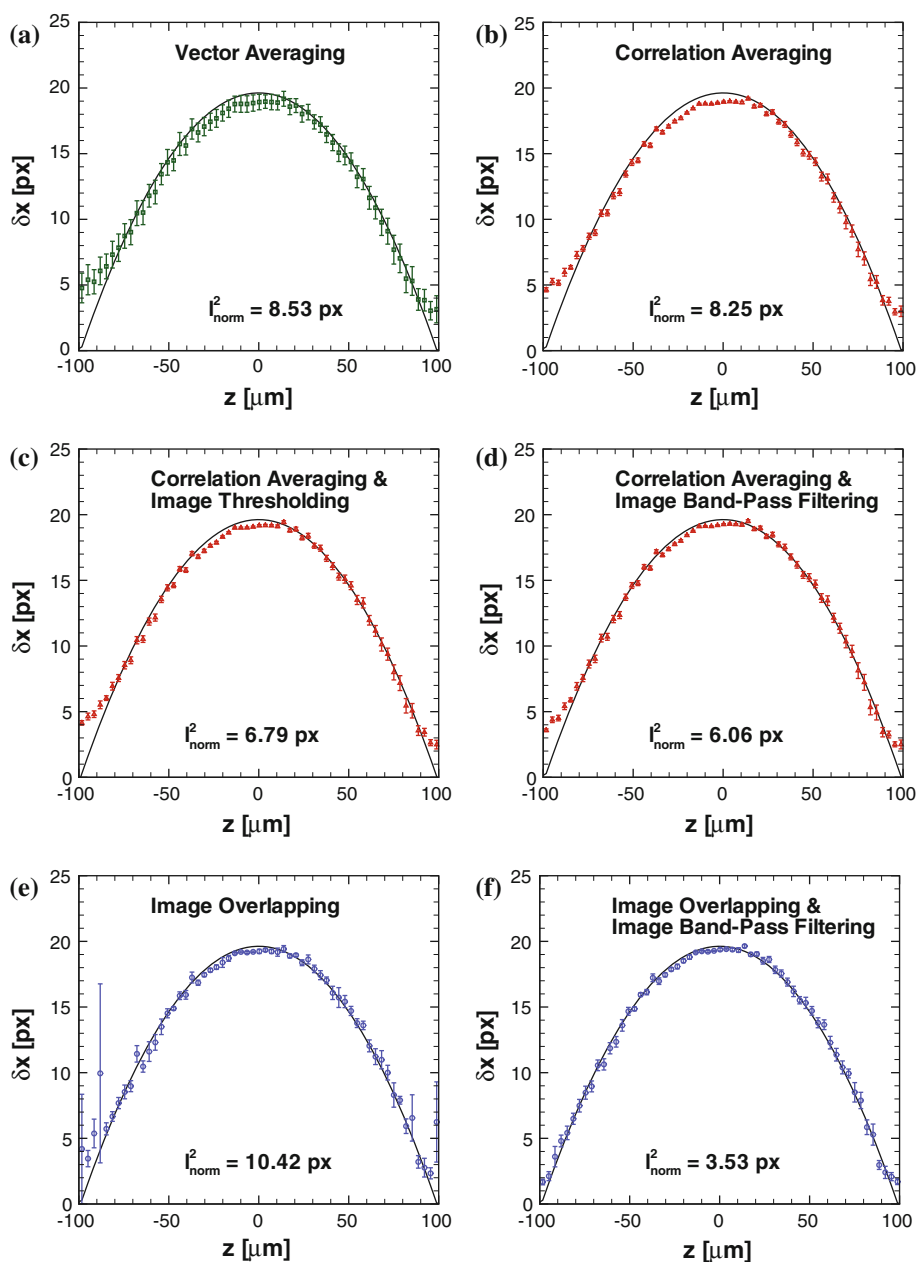 (a)
Vector Averaging
25
20
15
10
5
0
δx [px]
l²norm = 8.53 px
-100 -50 0 50 100
z [μm]
(b)
Correlation Averaging
25
20
15
10
5
0
δx [px]
l²norm = 8.25 px
-100 -50 0 50 100
z [μm]
(c)
Correlation Averaging &
Image Thresholding
25
20
15
10
5
0
δx [px]
l²norm = 6.79 px
-100 -50 0 50 100
z [μm]
(d)
Correlation Averaging &
Image Band-Pass Filtering
25
20
15
10
5
0
δx [px]
l²norm = 6.06 px
-100 -50 0 50 100
z [μm]
(e)
Image Overlapping
25
20
15
10
5
0
δx [px]
l²norm = 10.42 px
-100 -50 0 50 100
z [μm]
(f)
Image Overlapping &
Image Band-Pass Filtering
25
20
15
10
5
0
δx [px]
l²norm = 3.53 px
-100 -50 0 50 100
z [μm]